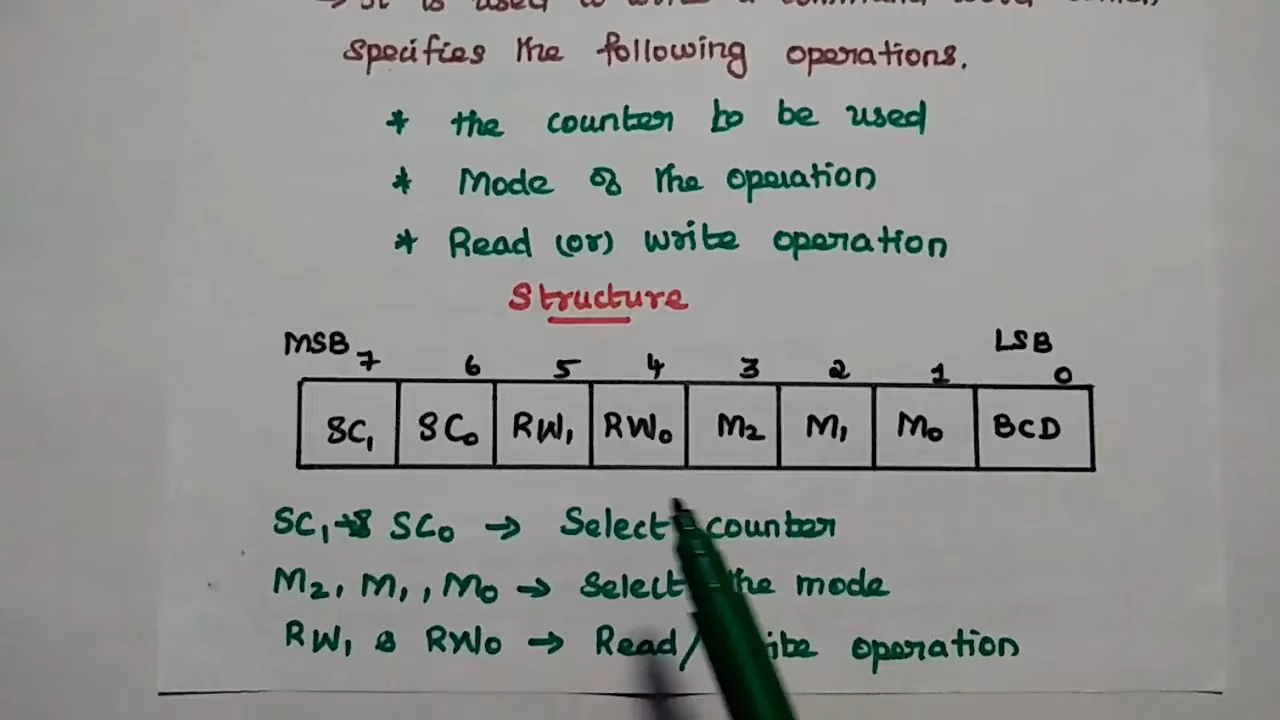 specifies the following operations.
* the counter to be used
* Mode of the operation
* Read (or) write operation
Structure
MSB LSB
7 6 5 4 3 2 1 0
SC₁ SC₀ RW₁ RW₀ M₂ M₁ M₀ BCD
SC₁ & SC₀ → Select counter
M₂, M₁, M₀ → Select the mode
RW₁ & RW₀ → Read/ operation